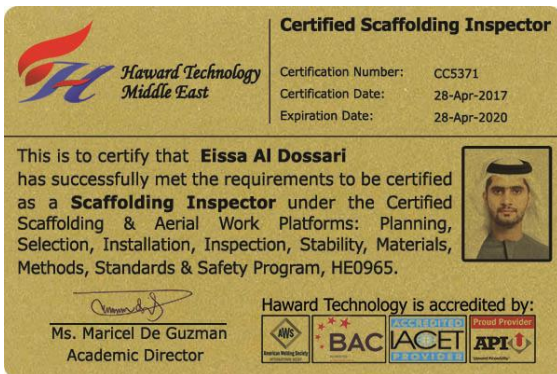 Haward Technology
Middle East
Certified Scaffolding Inspector
Certification Number: CC5371
Certification Date: 28-Apr-2017
Expiration Date: 28-Apr-2020
This is to certify that Eissa Al Dossari
has successfully met the requirements to be certified
as a Scaffolding Inspector under the Certified
Scaffolding & Aerial Work Platforms: Planning,
Selection, Installation, Inspection, Stability, Materials,
Methods, Standards & Safety Program, HE0965.
Ms. Maricel De Guzman
Academic Director
Haward Technology is accredited by:
AWS
American Welding Society
BAC
ACCREDITED
IACET
PROVIDER
Proud Provider
API